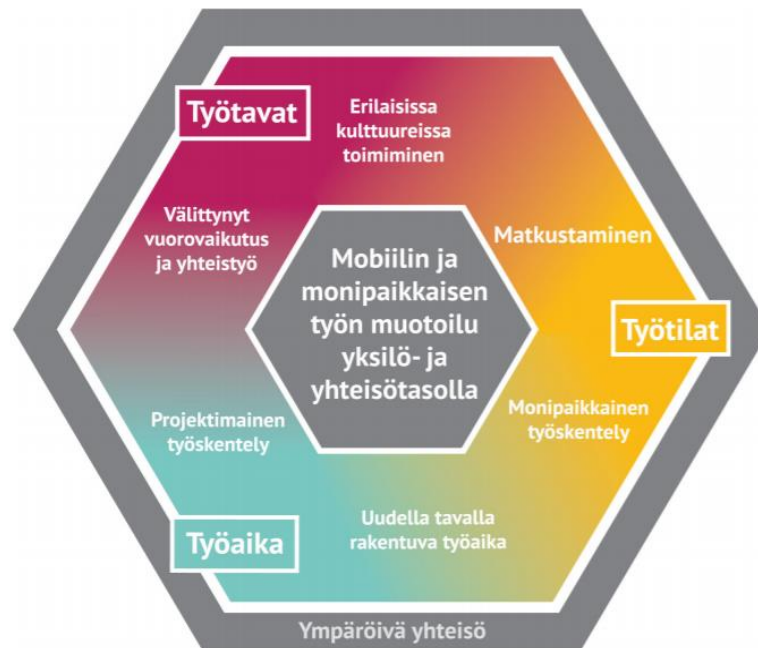 Työtavat
Erilaisissa
kulttuureissa
toimiminen
Välittynyt
vuorovaikutus
ja yhteistyö
Matkustaminen
Mobiilin ja
monipaikkaisen
työn muotoilu
yksilö- ja
yhteisötasolla
Työtilat
Projektimainen
työskentely
Monipaikkainen
työskentely
Työaika
Uudella tavalla
rakentuva työaika
Ympäröivä yhteisö